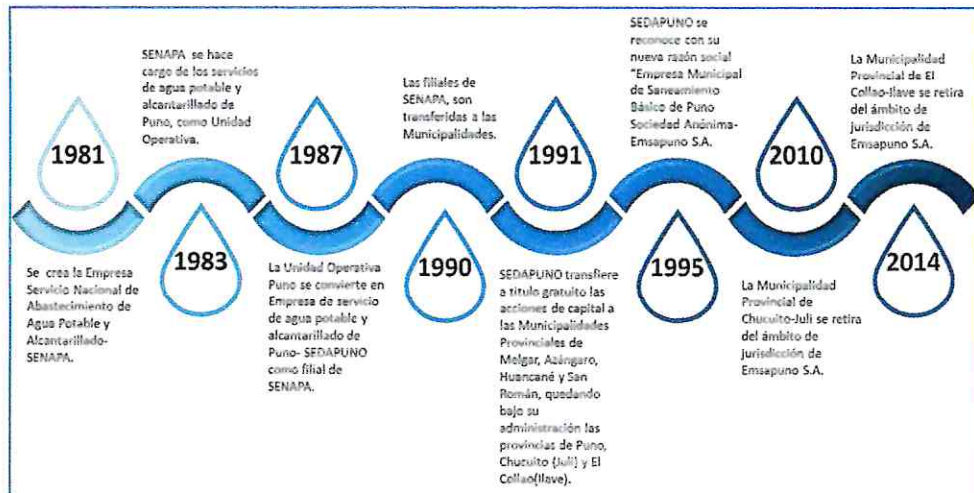 1981
Se crea la Empresa
Servicio Nacional de
Abastecimiento de
Agua Potable y
Alcantarillado-
SENAPA.
SENAPA se hace
cargo de los servicios
de agua potable y
alcantarillado de
Puno, como Unidad
Operativa.
1983
1987
La Unidad Operativa
Puno se convierte en
Empresa de servicio
de agua potable y
alcantarillado de
Puno- SEDAPUNO
como filial de
SENAPA.
Las filiales de
SENAPA, son
transferidas a las
Municipalidades.
1990
1991
SEDAPUNO transfiere
a titulo gratuito las
acciones de capital a
las Municipalidades
Provinciales de
Melgar, Azángaro,
Huancané y San
Román, quedando
bajo su
administración las
provincias de Puno,
Chucuito (Juli) y El
Collao(Ilave).
SEDAPUNO se
reconoce con su
nueva razón social
"Empresa Municipal
de Saneamiento
Básico de Puno
Sociedad Anónima-
Emsapuno S.A.
1995
2010
La Municipalidad
Provincial de
Chucuito-Juli se retira
del ámbito de
jurisdicción de
Emsapuno S.A.
La Municipalidad
Provincial de El
Collao-Ilave se retira
del ámbito de
jurisdicción de
Emsapuno S.A.
2014